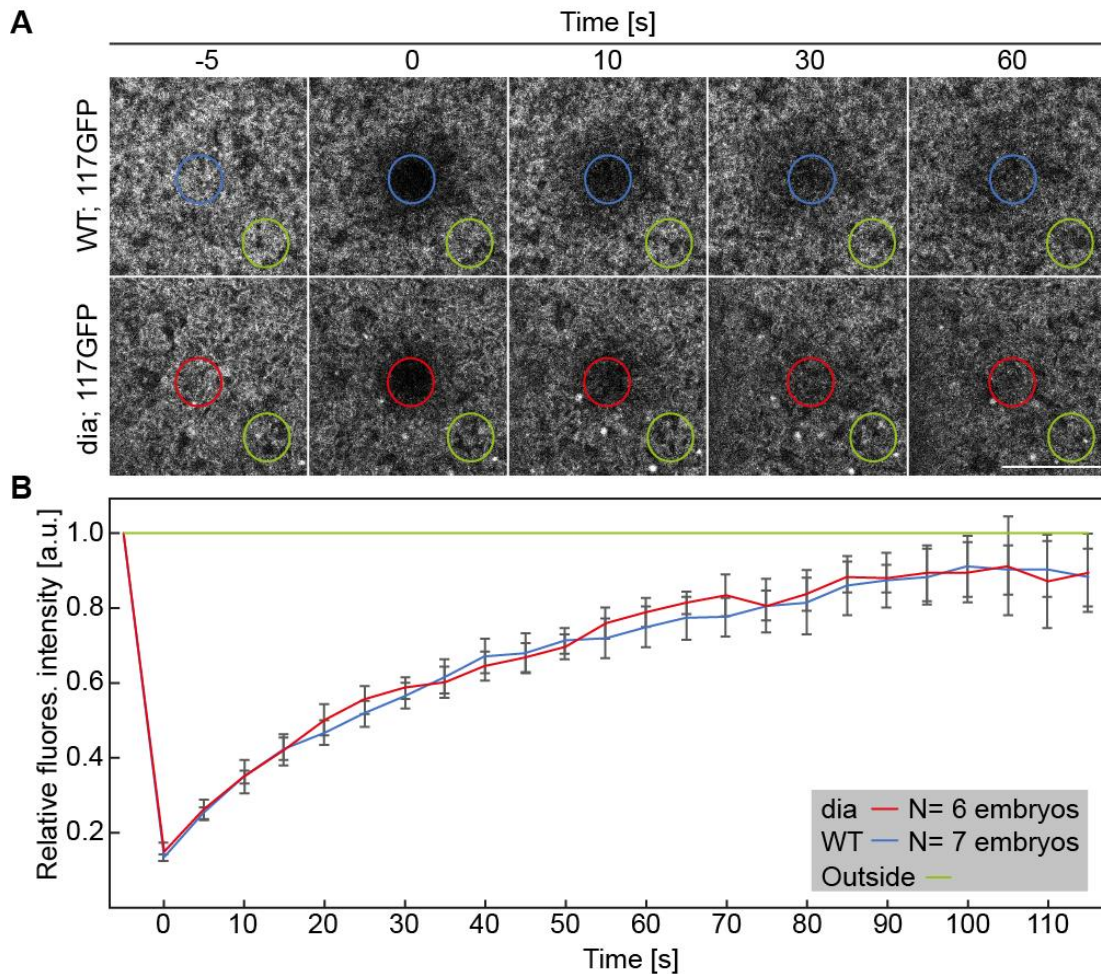 A
Time [s]
-5 0 10 30 60
WT; 117GFP
dia; 117GFP
B
Relative fluores. intensity [a.u.]
1.0
0.8
0.6
0.4
0.2
dia N= 6 embryos
WT N= 7 embryos
Outside
0 10 20 30 40 50 60 70 80 90 100 110
Time [s]